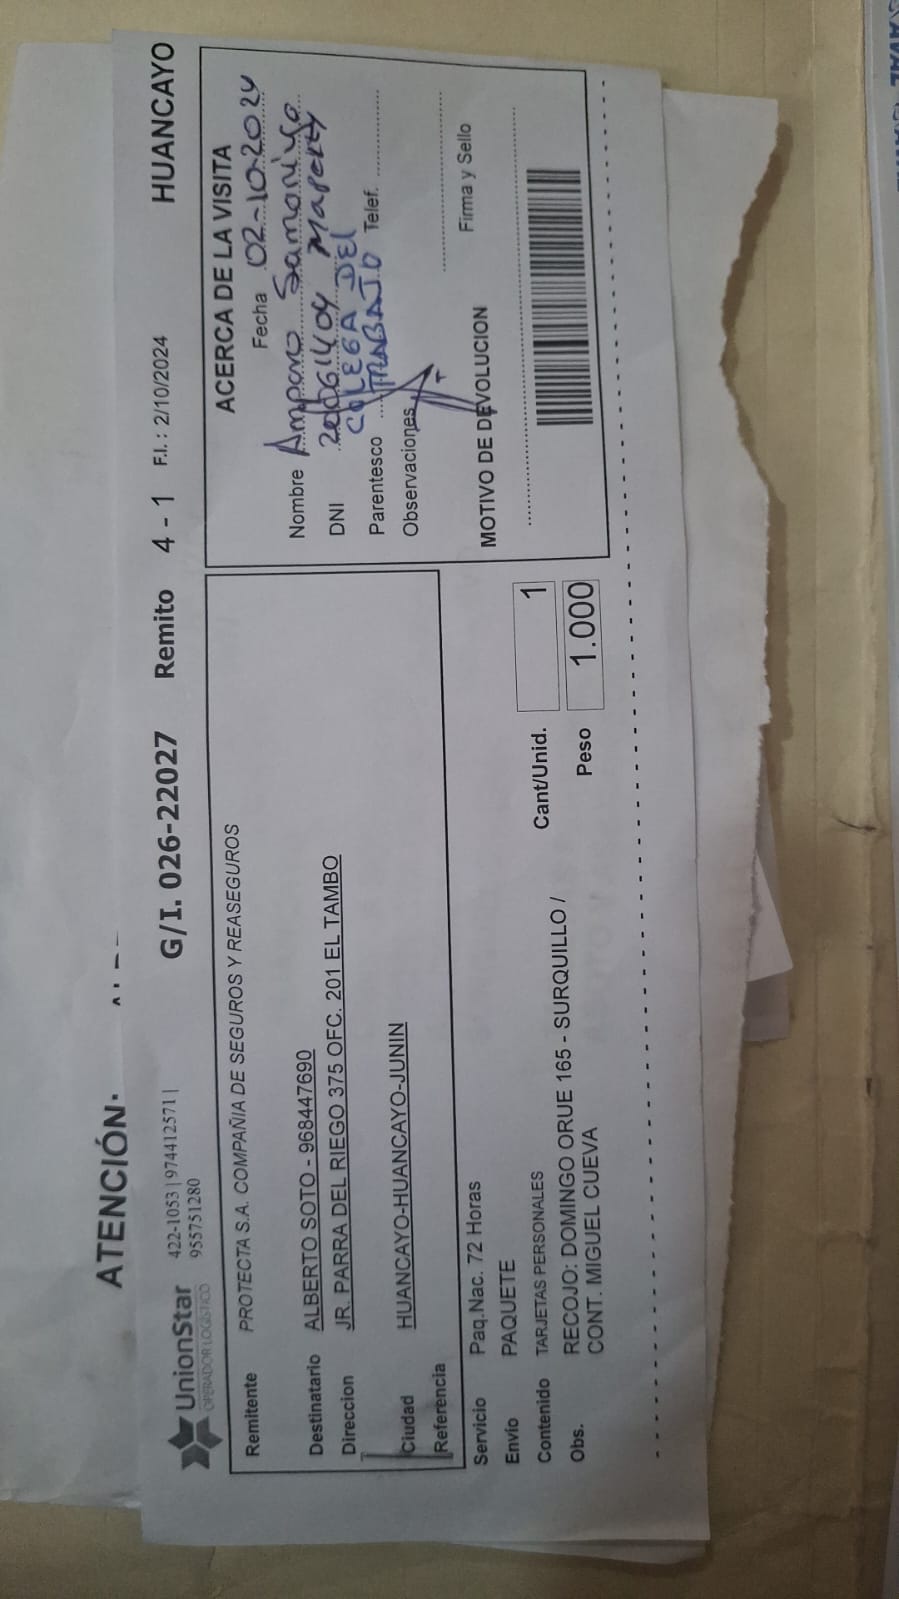 ATENCIÓN:
UnionStar
OPERADOR LOGÍSTICO
422-1053 | 974412571 |
955751280
G/I. 026-22027 Remito 4 - 1 F.I. : 2/10/2024 HUANCAYO
Remitente PROTECTA S.A. COMPAÑIA DE SEGUROS Y REASEGUROS
Destinatario ALBERTO SOTO - 968447690
Direccion JR. PARRA DEL RIEGO 375 OFC. 201 EL TAMBO
Ciudad HUANCAYO-HUANCAYO-JUNIN
Referencia
Servicio Paq.Nac. 72 Horas
Envío PAQUETE
Contenido TARJETAS PERSONALES
Obs. RECOJO: DOMINGO ORUE 165 - SURQUILLO /
CONT. MIGUEL CUEVA
Cant/Unid. 1
Peso 1.000
ACERCA DE LA VISITA
Fecha 02-10-2024
Nombre Amparo Samaniego
DNI
Parentesco COLEGA DEL
TRABAJO Telef.
Observaciones
Firma y Sello
MOTIVO DE DEVOLUCION